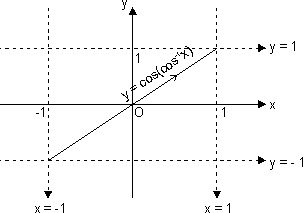 y
y = 1
1
y = cos(cos⁻¹x)
-1
O
1
x
y = - 1
x = -1
x = 1